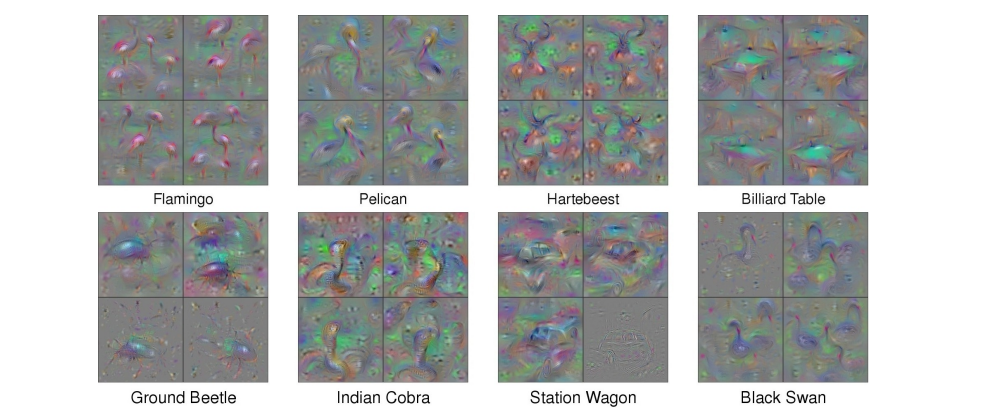 Flamingo
Pelican
Hartebeest
Billiard Table
Ground Beetle
Indian Cobra
Station Wagon
Black Swan